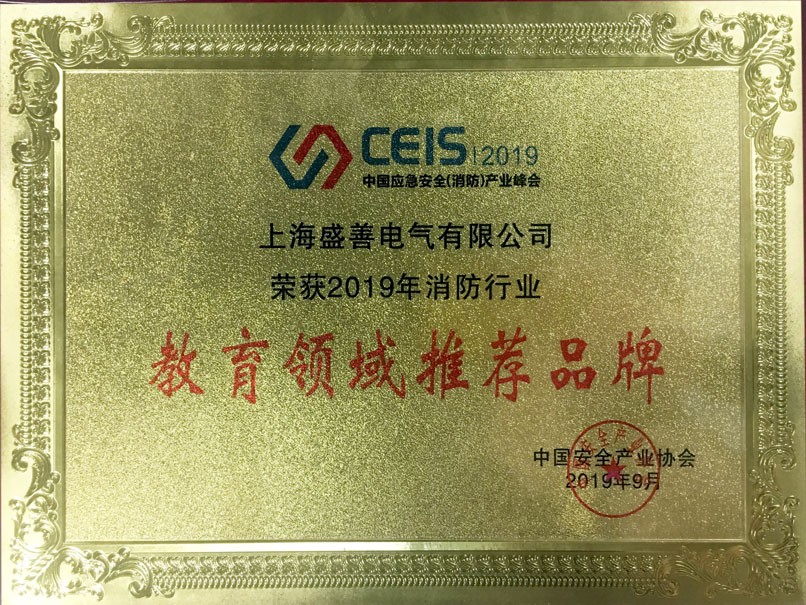 CEIS 2019
中国应急安全(消防)产业峰会
上海盛善电气有限公司
荣获2019年消防行业
教育领域推荐品牌
中国安全产业协会
2019年9月